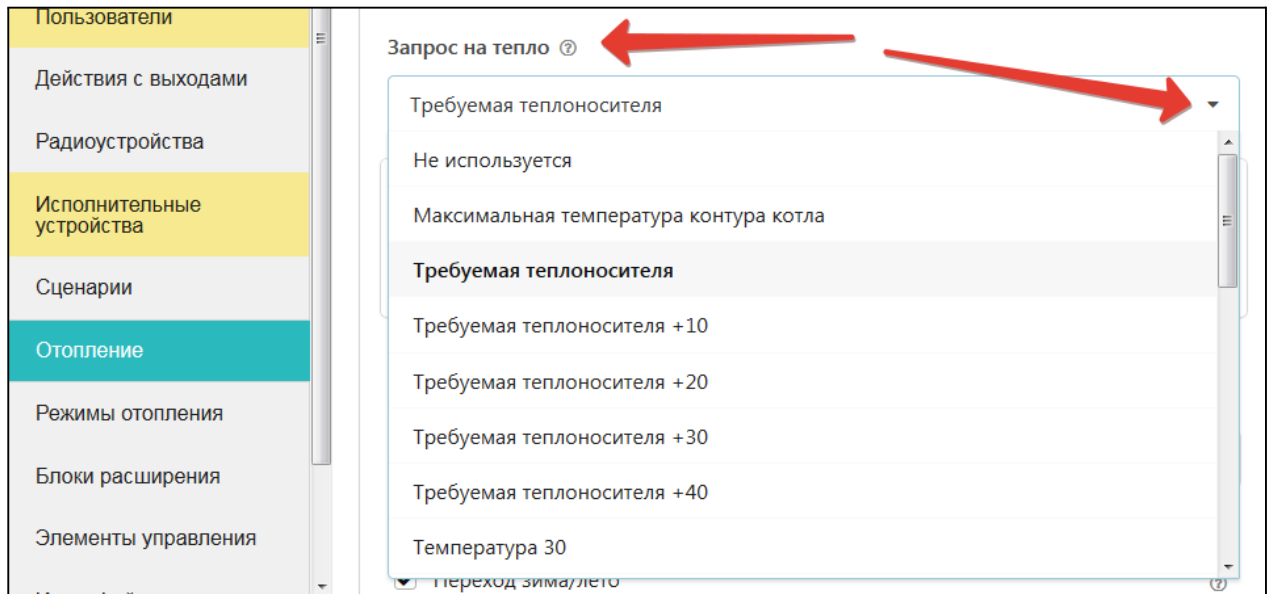 Пользователи
Действия с выходами
Радиоустройства
Исполнительные
устройства
Сценарии
Отопление
Режимы отопления
Блоки расширения
Элементы управления
Запрос на тепло
Требуемая теплоносителя
Не используется
Максимальная температура контура котла
Требуемая теплоносителя
Требуемая теплоносителя +10
Требуемая теплоносителя +20
Требуемая теплоносителя +30
Требуемая теплоносителя +40
Температура 30
Переход зима/лето